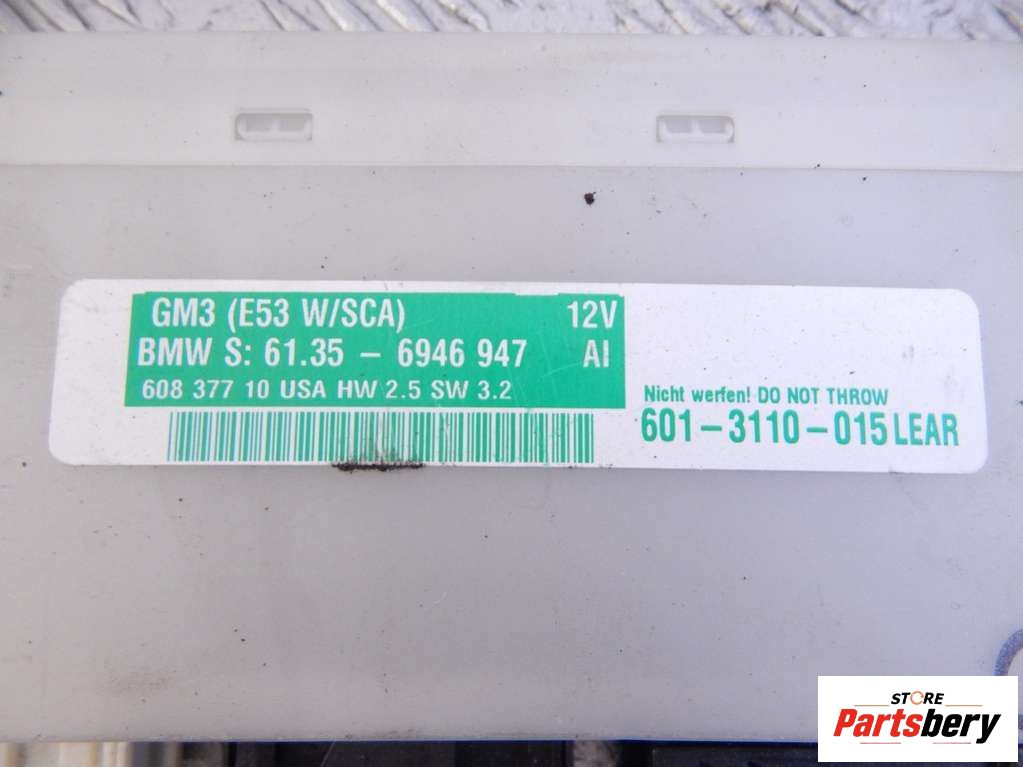 GM3 (E53 W/SCA) 12V
BMW S: 61.35 - 6946 947 AI
608 377 10 USA HW 2.5 SW 3.2
Nicht werfen! DO NOT THROW
601-3110-015 LEAR
STORE
Partsbery